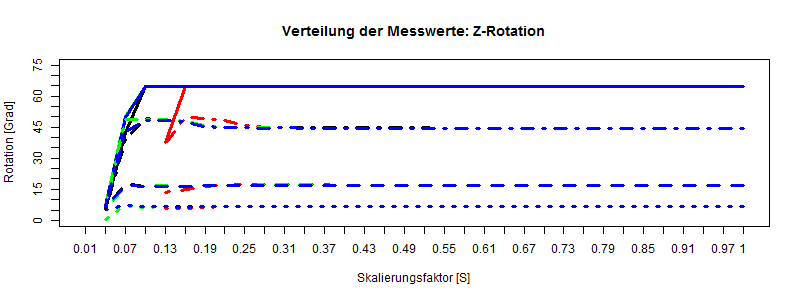 Verteilung der Messwerte: Z-Rotation
Rotation [Grad]
75
60
45
30
15
0
0.01 0.07 0.13 0.19 0.25 0.31 0.37 0.43 0.49 0.55 0.61 0.67 0.73 0.79 0.85 0.91 0.97 1
Skalierungsfaktor [S]